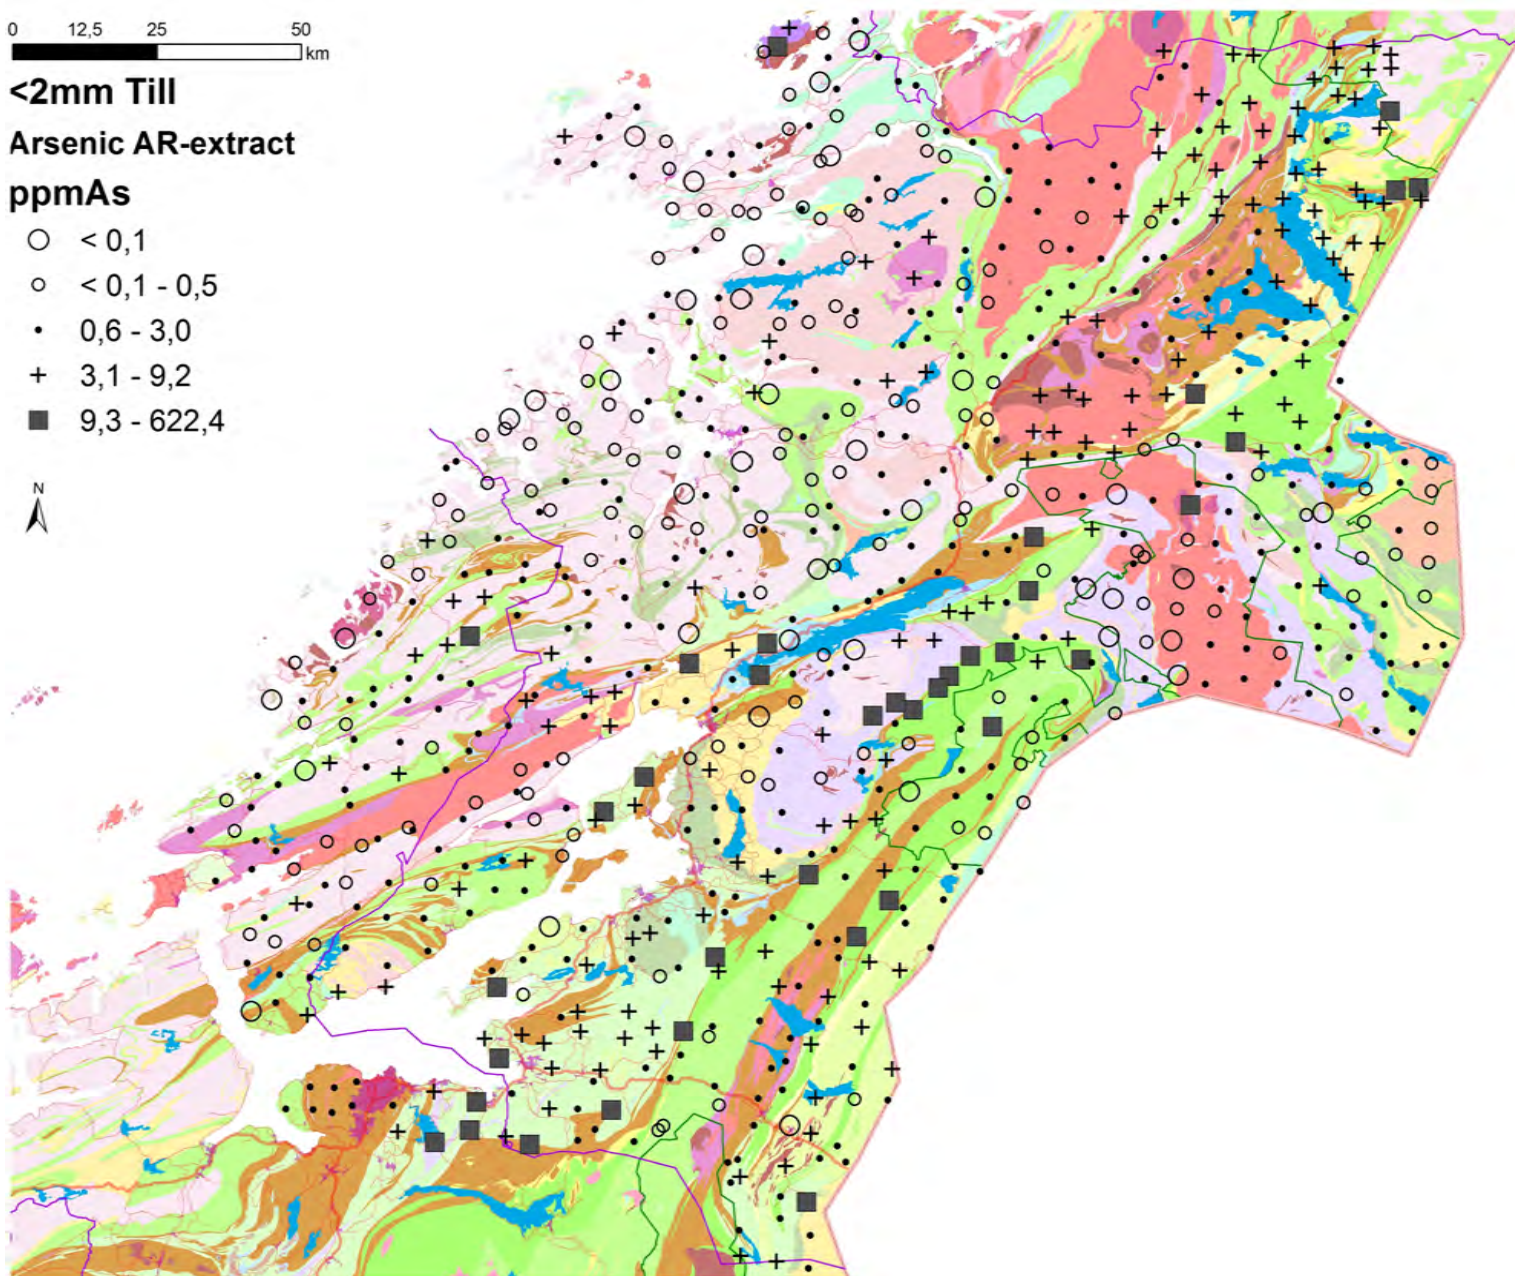 0 12,5 25 50
km
<2mm Till
Arsenic AR-extract
ppmAs
< 0,1
< 0,1 - 0,5
0,6 - 3,0
3,1 - 9,2
9,3 - 622,4
N